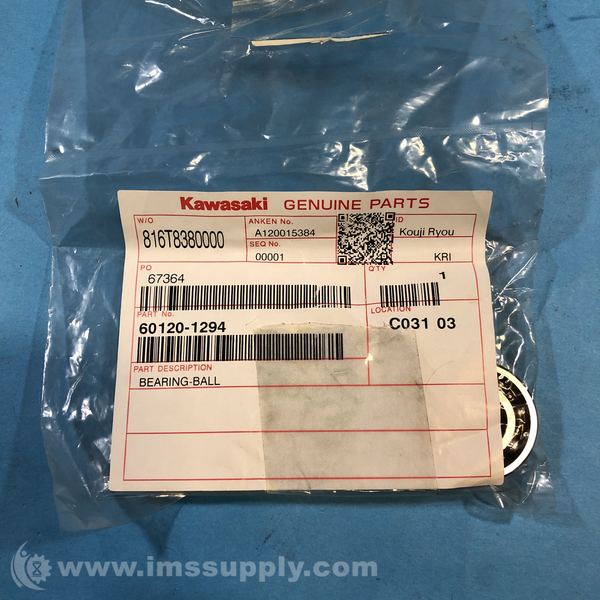 Kawasaki GENUINE PARTS
W/O
816T8380000
ANKEN No.
A120015384
ID
Kouji Ryou
SEQ No.
00001
KRI
PO
67364
Q'TY
1
PART No.
60120-1294
LOCATION
C031 03
PART DESCRIPTION
BEARING-BALL
www.imssupply.com